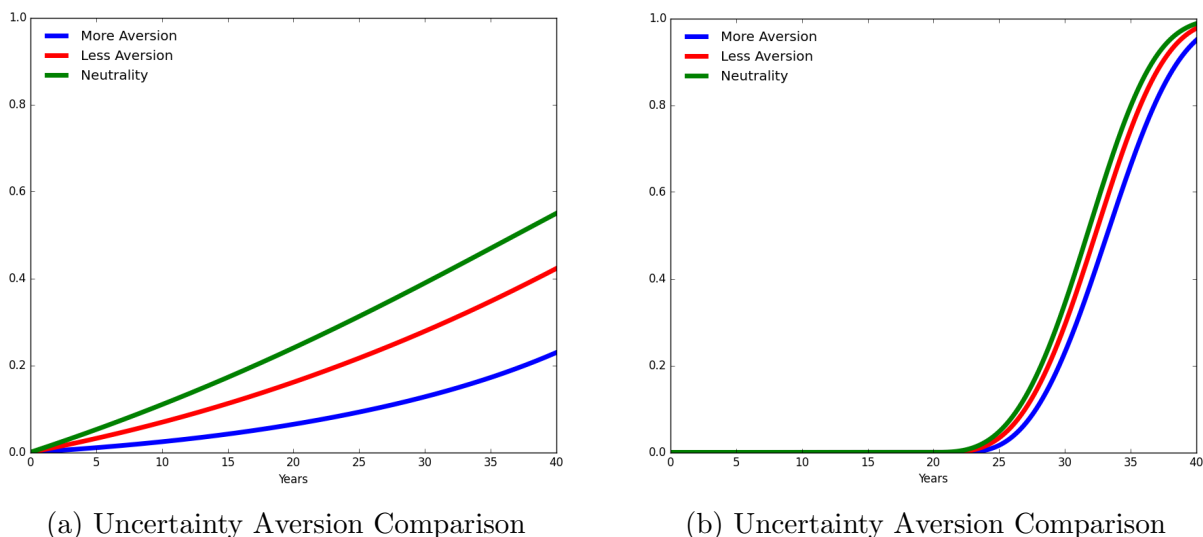 1.0
More Aversion
Less Aversion
Neutrality
0.8
0.6
0.4
0.2
0.0
0 5 10 15 20 25 30 35 40
Years
(a) Uncertainty Aversion Comparison
1.0
More Aversion
Less Aversion
Neutrality
0.8
0.6
0.4
0.2
0.0
0 5 10 15 20 25 30 35 40
Years
(b) Uncertainty Aversion Comparison